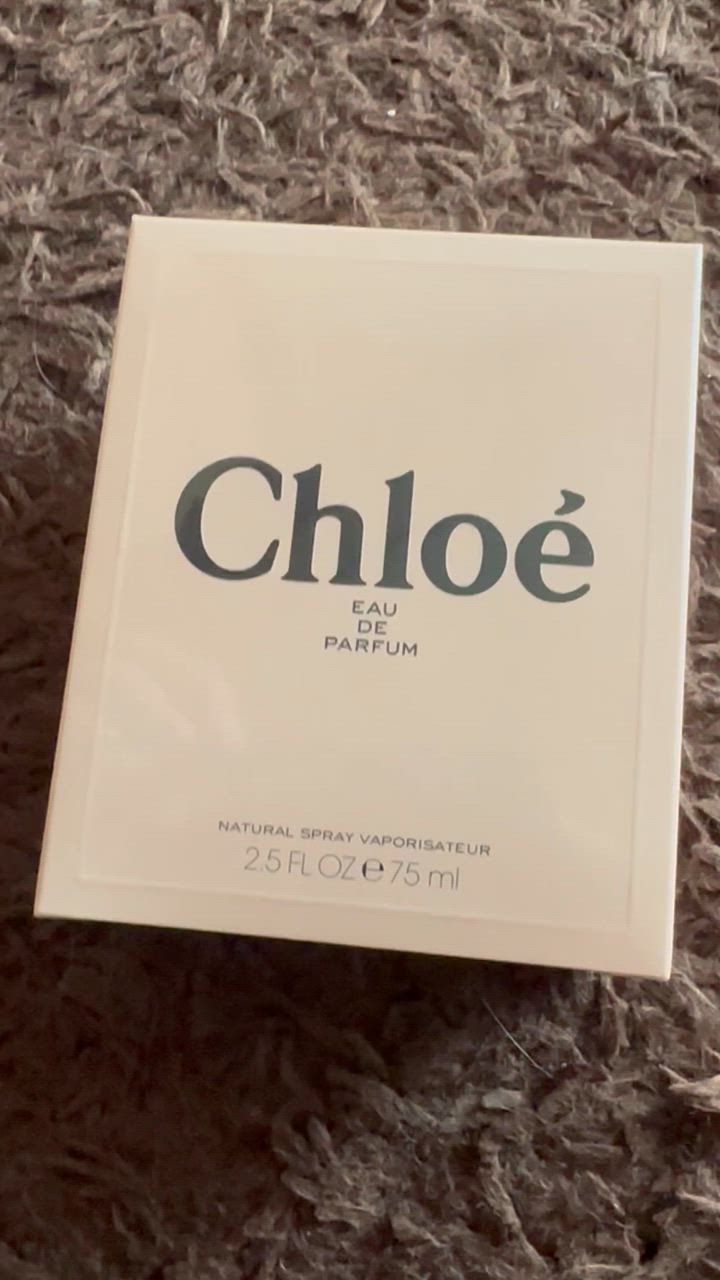 Chloé
EAU
DE
PARFUM
NATURAL SPRAY VAPORISATEUR
2.5 FL OZ ℮ 75 ml